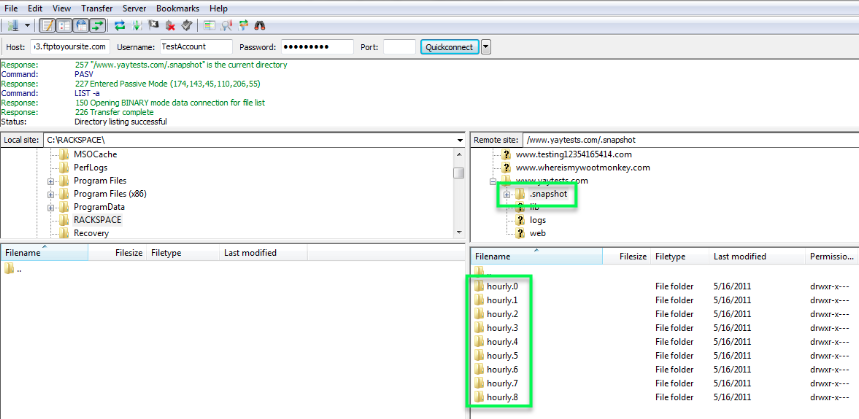 File Edit View Transfer Server Bookmarks Help
Host: ʋ3.ftptoyoursite.com Username: TestAccount Password: ●●●●●●●●● Port: Quickconnect
Response: 257 "/www.yaytests.com/.snapshot" is the current directory
Command: PASV
Response: 227 Entered Passive Mode (174,143,45,110,206,55)
Command: LIST -a
Response: 150 Opening BINARY mode data connection for file list
Response: 226 Transfer complete
Status: Directory listing successful
Local site: C:\RACKSPACE\
MSOCache
PerfLogs
Program Files
Program Files (x86)
ProgramData
RACKSPACE
Recovery
Remote site: /www.yaytests.com/.snapshot
www.testing12354165414.com
www.whereismywootmonkey.com
www.yaytests.com
.snapshot
lib
logs
web
Filename Filesize Filetype Last modified
..
Filename Filesize Filetype Last modified Permissio...
hourly.0 File folder 5/16/2011 drwxr-x---
hourly.1 File folder 5/16/2011 drwxr-x---
hourly.2 File folder 5/16/2011 drwxr-x---
hourly.3 File folder 5/16/2011 drwxr-x---
hourly.4 File folder 5/16/2011 drwxr-x---
hourly.5 File folder 5/16/2011 drwxr-x---
hourly.6 File folder 5/16/2011 drwxr-x---
hourly.7 File folder 5/16/2011 drwxr-x---
hourly.8 File folder 5/16/2011 drwxr-x---